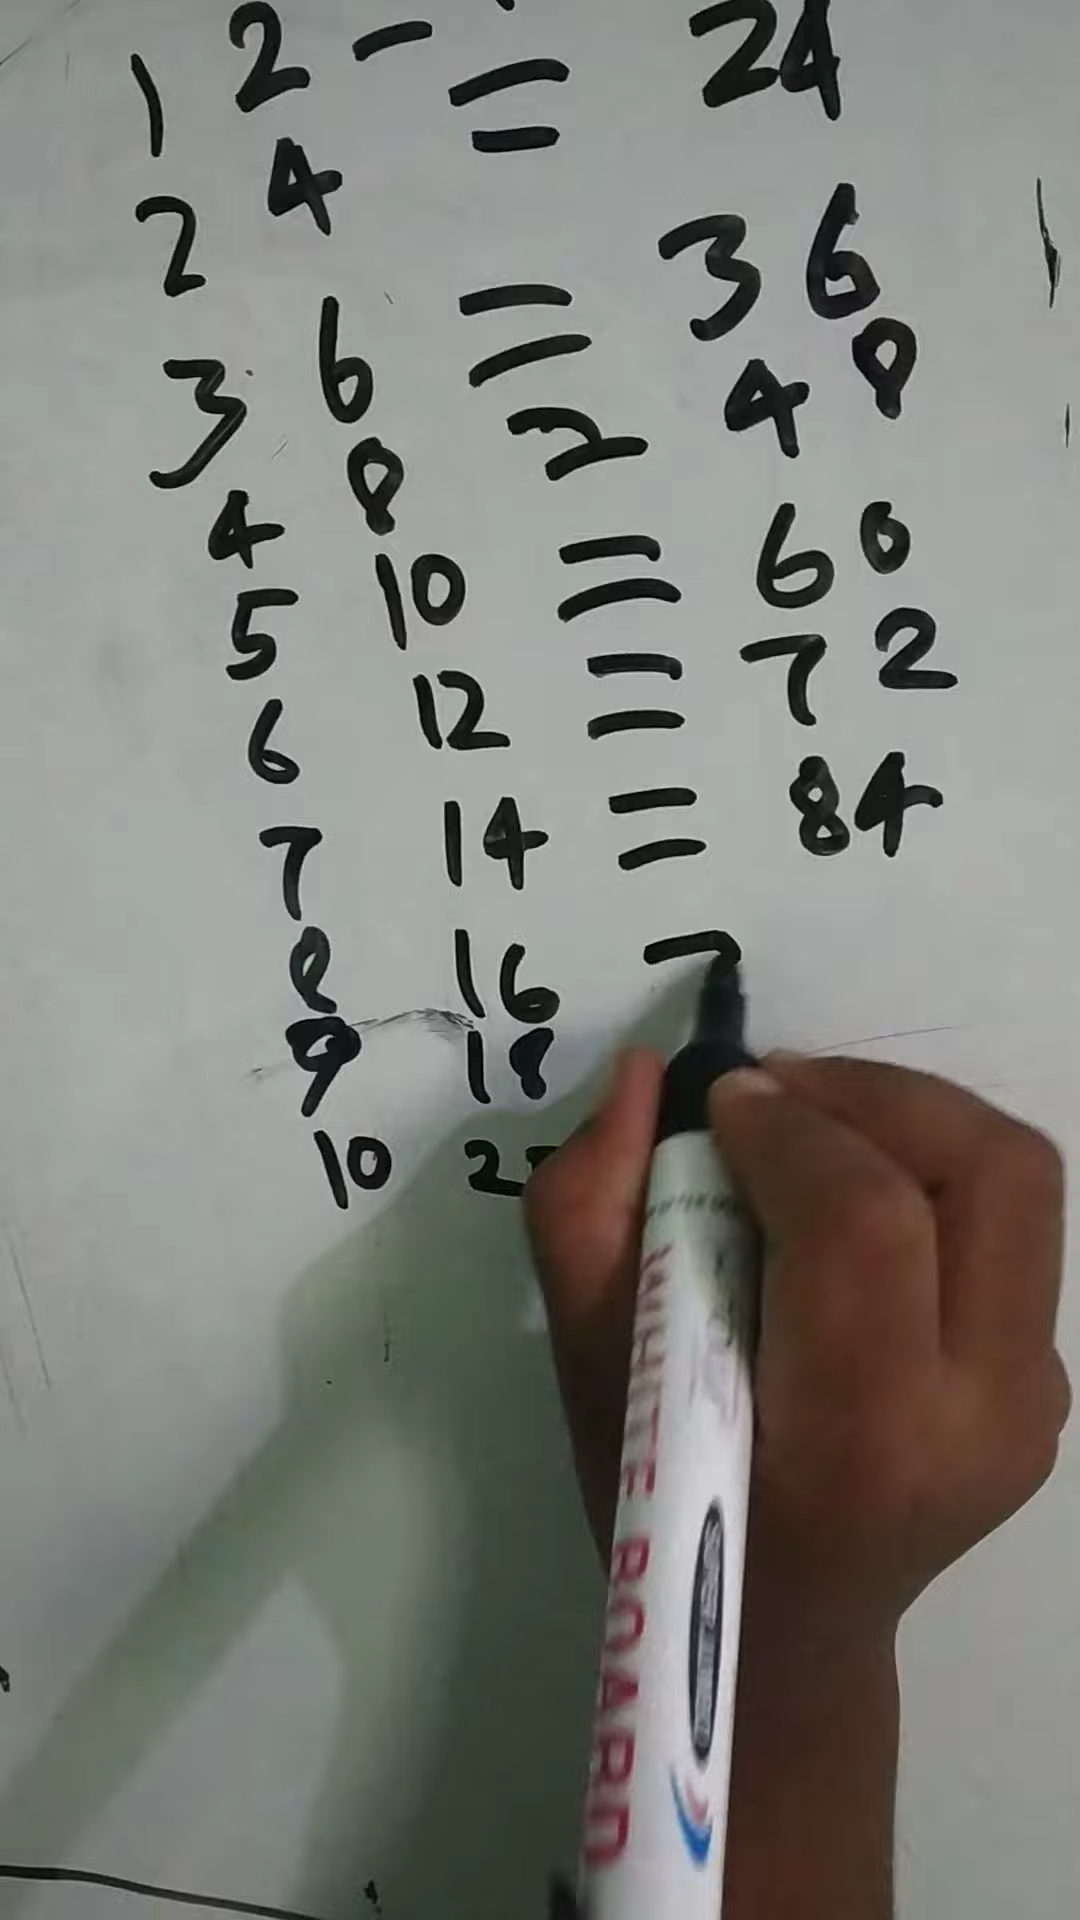 1 2 - = 24
2 4 = 36
3 6 = 48
4 8 = 60
5 10 = 72
6 12 = 84
7 14
8 16
9 18
10 2
WHITE BOARD